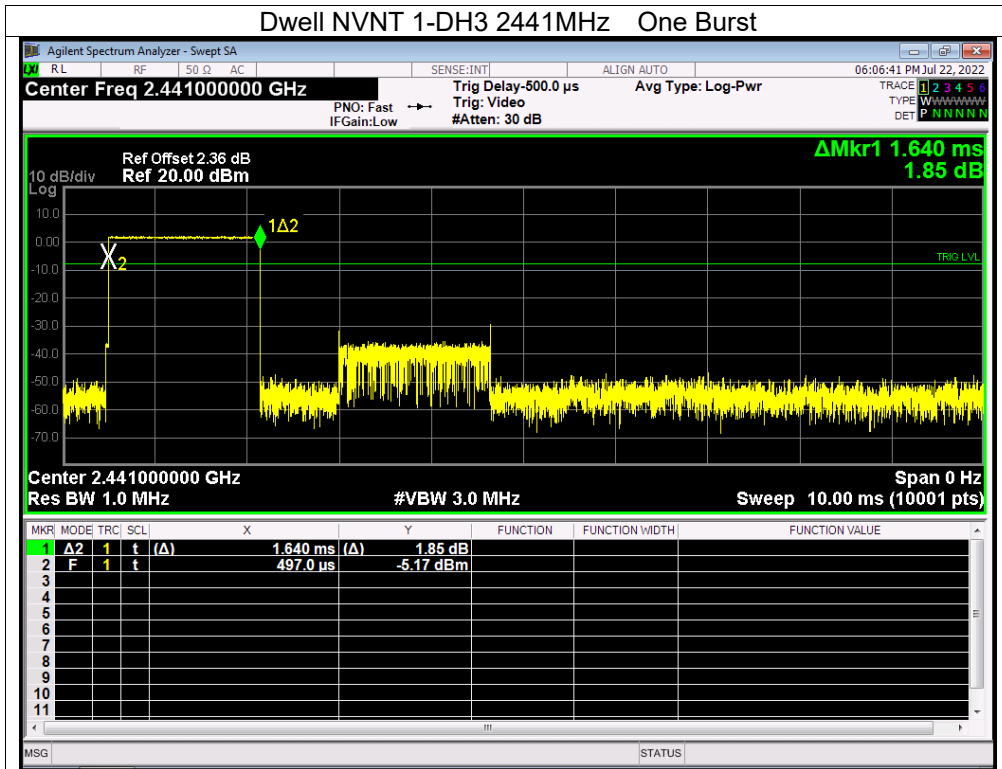 Dwell NVNT 1-DH3 2441MHz One Burst
Agilent Spectrum Analyzer - Swept SA
LXI RL RF 50 Ω AC SENSE:INT ALIGN AUTO 06:06:41 PM Jul 22, 2022
Center Freq 2.441000000 GHz
PNO: Fast
IFGain:Low
Trig Delay-500.0 µs
Trig: Video
#Atten: 30 dB
Avg Type: Log-Pwr
TRACE 1 2 3 4 5 6
TYPE WWWWWWW
DET P N N N N N
ΔMkr1 1.640 ms
1.85 dB
Ref Offset 2.36 dB
10 dB/div Ref 20.00 dBm
Log
10.0
0.00
-10.0
-20.0
-30.0
-40.0
-50.0
-60.0
-70.0
1Δ2
2
TRIG LVL
Center 2.441000000 GHz Span 0 Hz
Res BW 1.0 MHz #VBW 3.0 MHz Sweep 10.00 ms (10001 pts)
MKR MODE TRC SCL X Y FUNCTION FUNCTION WIDTH FUNCTION VALUE
1 Δ2 1 t (Δ) 1.640 ms (Δ) 1.85 dB
2 F 1 t 497.0 µs -5.17 dBm
3
4
5
6
7
8
9
10
11
MSG STATUS